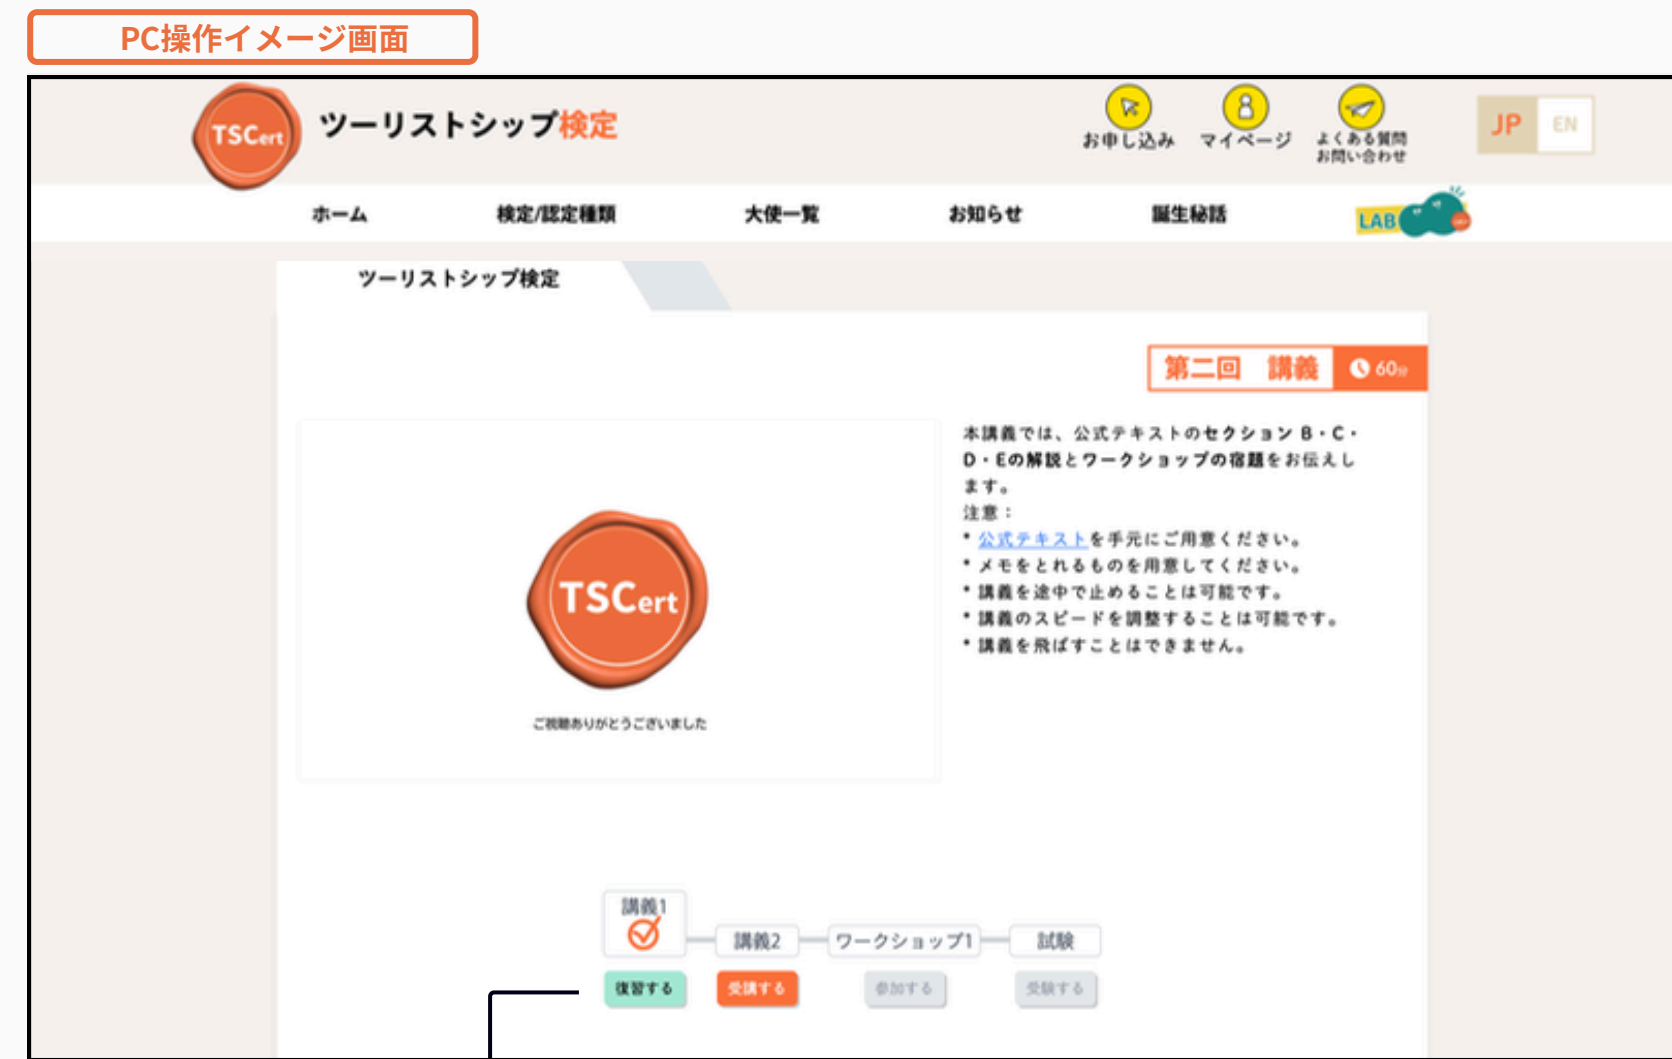 PC操作イメージ画面
TSCert
ツーリストシップ検定
お申し込み
マイページ
よくある質問
お問い合わせ
JP
EN
ホーム
検定/認定種類
大使一覧
お知らせ
誕生秘話
LAB
ツーリストシップ検定
第二回 講義
60分
本講義では、公式テキストのセクション B・C・
D・Eの解説とワークショップの宿題をお伝えし
ます。
注意：
* 公式テキストを手元にご用意ください。
* メモをとれるものを用意してください。
* 講義を途中で止めることは可能です。
* 講義のスピードを調整することは可能です。
* 講義を飛ばすことはできません。
TSCert
ご視聴ありがとうございました
講義1
講義2
ワークショップ1
試験
復習する
受講する
参加する
受験する